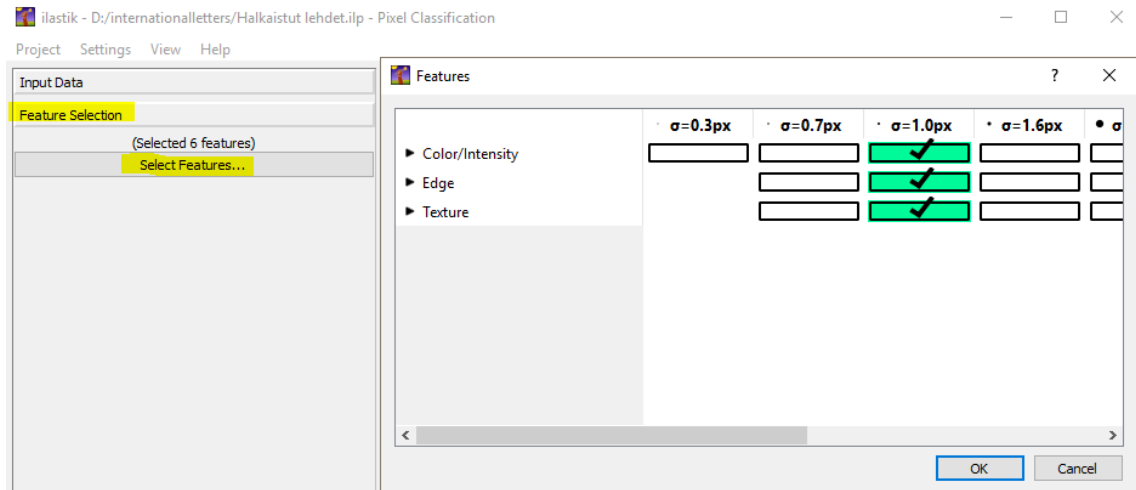 ilastik - D:/internationalletters/Halkaistut lehdet.ilp - Pixel Classification
Project Settings View Help
Input Data
Feature Selection
(Selected 6 features)
Select Features...
Features
σ=0.3px σ=0.7px σ=1.0px σ=1.6px σ
Color/Intensity
Edge
Texture
OK Cancel